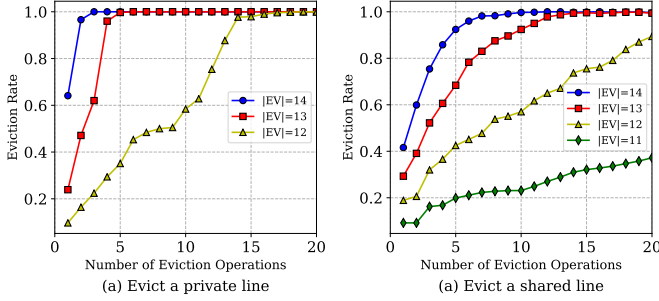 1.0
0.8
0.6
0.4
0.2
Eviction Rate
|EV|=14
|EV|=13
|EV|=12
0 5 10 15 20
Number of Eviction Operations
(a) Evict a private line
1.0
0.8
0.6
0.4
0.2
Eviction Rate
|EV|=14
|EV|=13
|EV|=12
|EV|=11
0 5 10 15 20
Number of Eviction Operations
(a) Evict a shared line